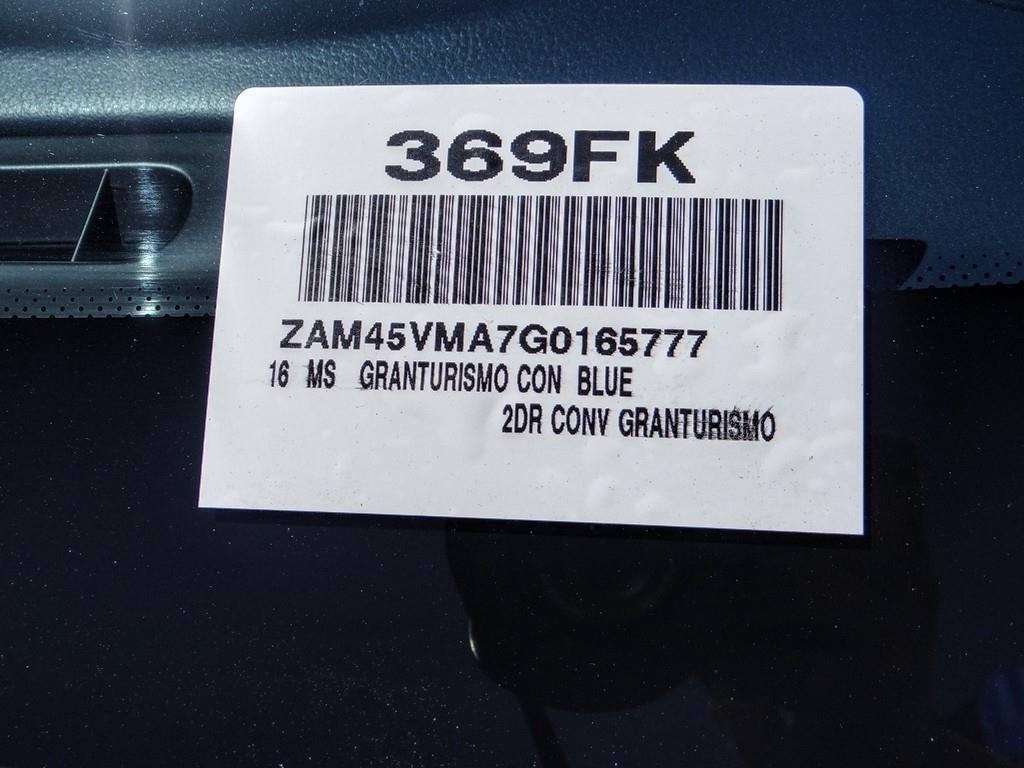 369FK
ZAM45VMA7G0165777
16 MS GRANTURISMO CON BLUE
2DR CONV GRANTURISMO